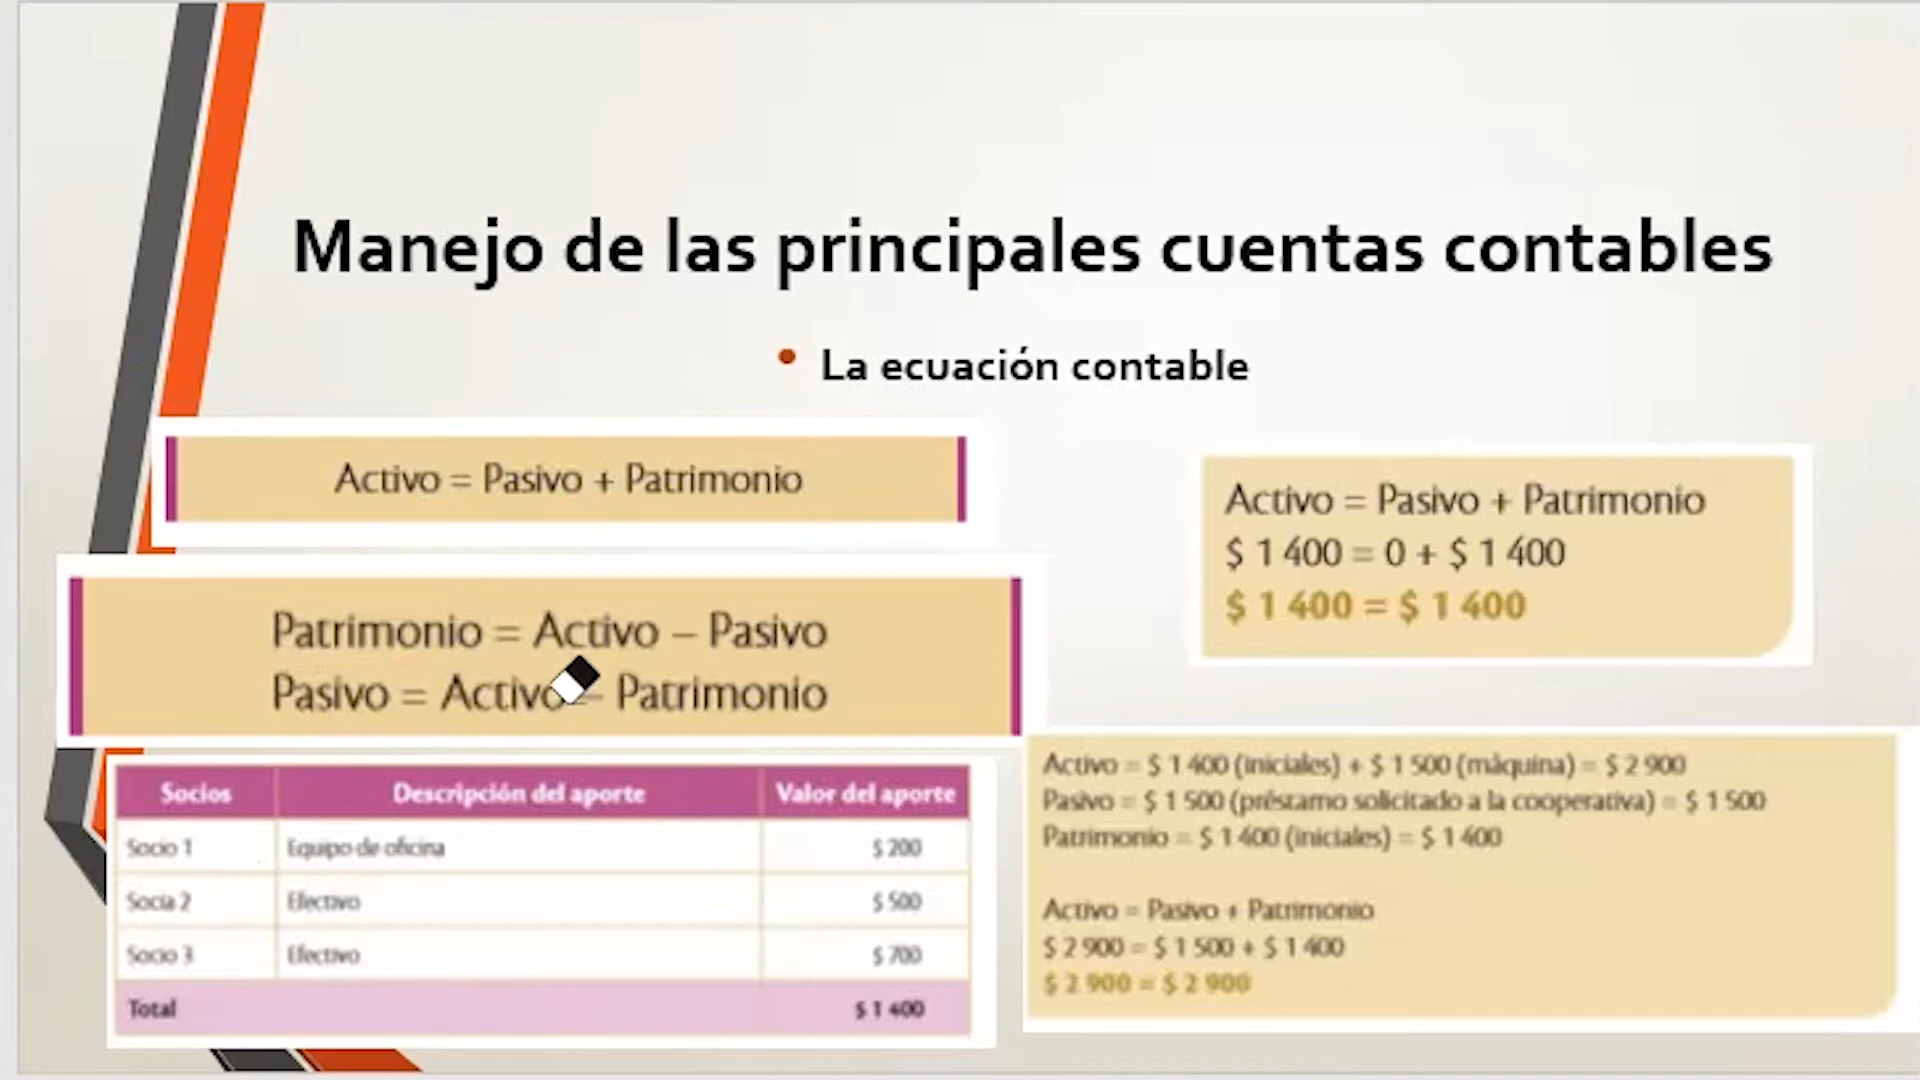 Manejo de las principales cuentas contables
• La ecuación contable
Activo = Pasivo + Patrimonio
Patrimonio = Activo – Pasivo
Pasivo = Activo – Patrimonio
Socios Descripción del aporte Valor del aporte
Socio 1 Equipo de oficina $ 200
Socia 2 Efectivo $ 500
Socio 3 Efectivo $ 700
Total $ 1 400
Activo = Pasivo + Patrimonio
$ 1 400 = 0 + $ 1 400
$ 1 400 = $ 1 400
Activo = $ 1 400 (iniciales) + $ 1 500 (máquina) = $ 2 900
Pasivo = $ 1 500 (préstamo solicitado a la cooperativa) = $ 1 500
Patrimonio = $ 1 400 (iniciales) = $ 1 400
Activo = Pasivo + Patrimonio
$ 2 900 = $ 1 500 + $ 1 400
$ 2 900 = $ 2 900